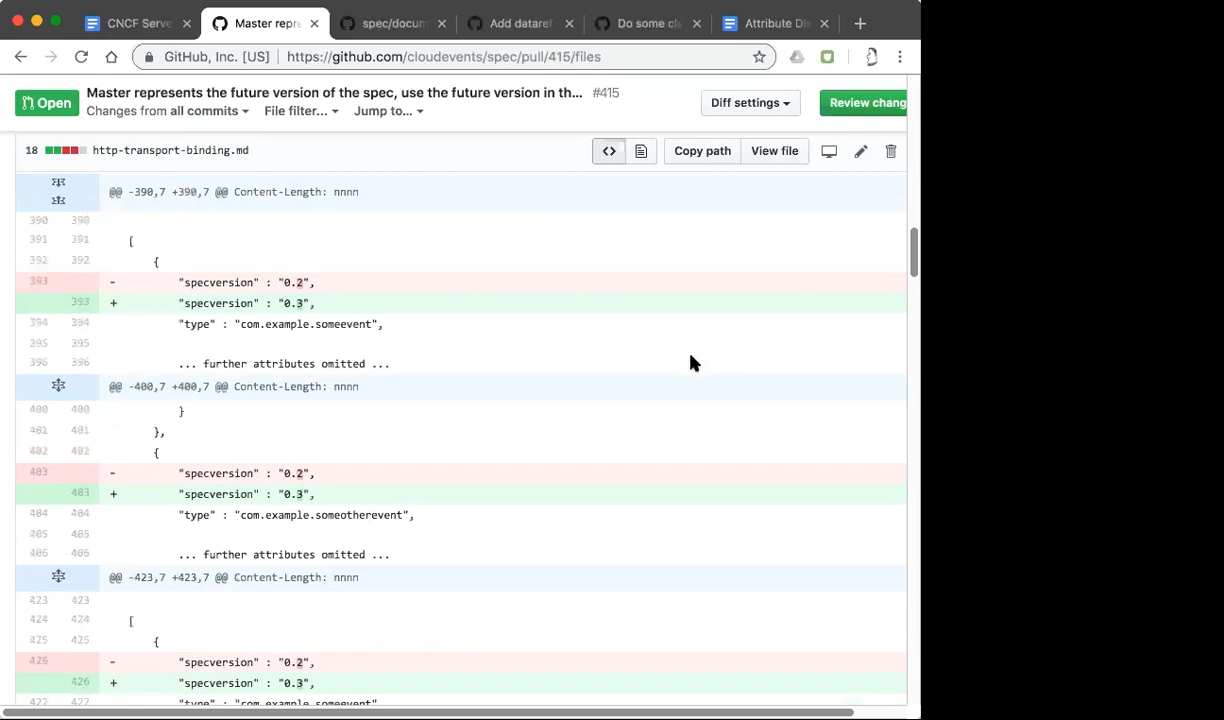 CNCF Serve
Master repre
spec/docum
Add dataref
Do some cle
Attribute Dis
GitHub, Inc. [US] https://github.com/cloudevents/spec/pull/415/files
Open
Master represents the future version of the spec, use the future version in th... #415
Changes from all commits File filter... Jump to...
Diff settings
Review chang
18 http-transport-binding.md
<> Copy path View file
@@ -390,7 +390,7 @@ Content-Length: nnnn
390 390
391 391 [
392 392 {
393 - "specversion" : "0.2",
393 + "specversion" : "0.3",
394 394 "type" : "com.example.someevent",
395 395
396 396 ... further attributes omitted ...
@@ -400,7 +400,7 @@ Content-Length: nnnn
400 400 }
401 401 },
402 402 {
403 - "specversion" : "0.2",
403 + "specversion" : "0.3",
404 404 "type" : "com.example.someotherevent",
405 405
406 406 ... further attributes omitted ...
@@ -423,7 +423,7 @@ Content-Length: nnnn
423 423
424 424 [
425 425 {
426 - "specversion" : "0.2",
426 + "specversion" : "0.3",
427 427 "type" : "com.example.someevent"